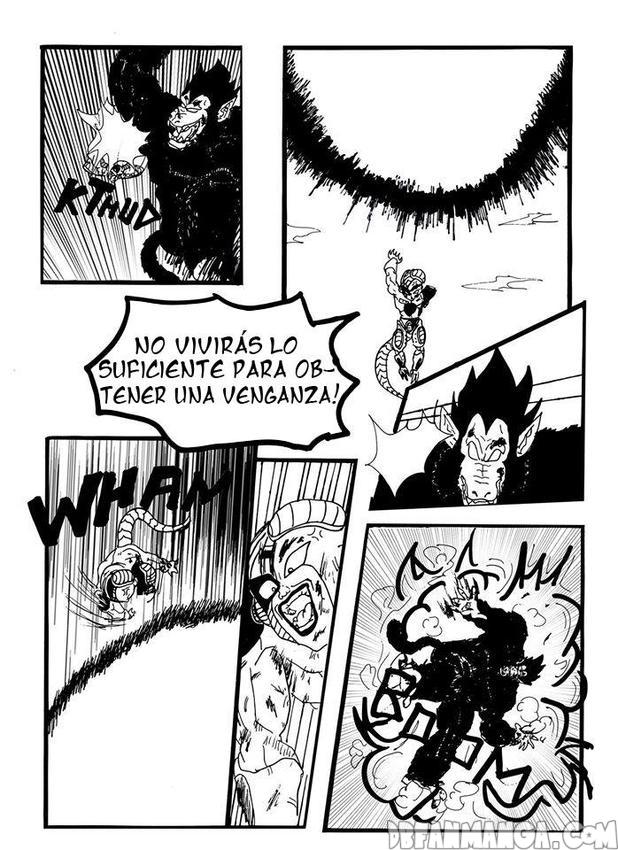 KTHUD
NO VIVIRÁS LO
SUFICIENTE PARA OB-
TENER UNA VENGANZA!
WHAM
BOOM
DBFANMANGA.COM